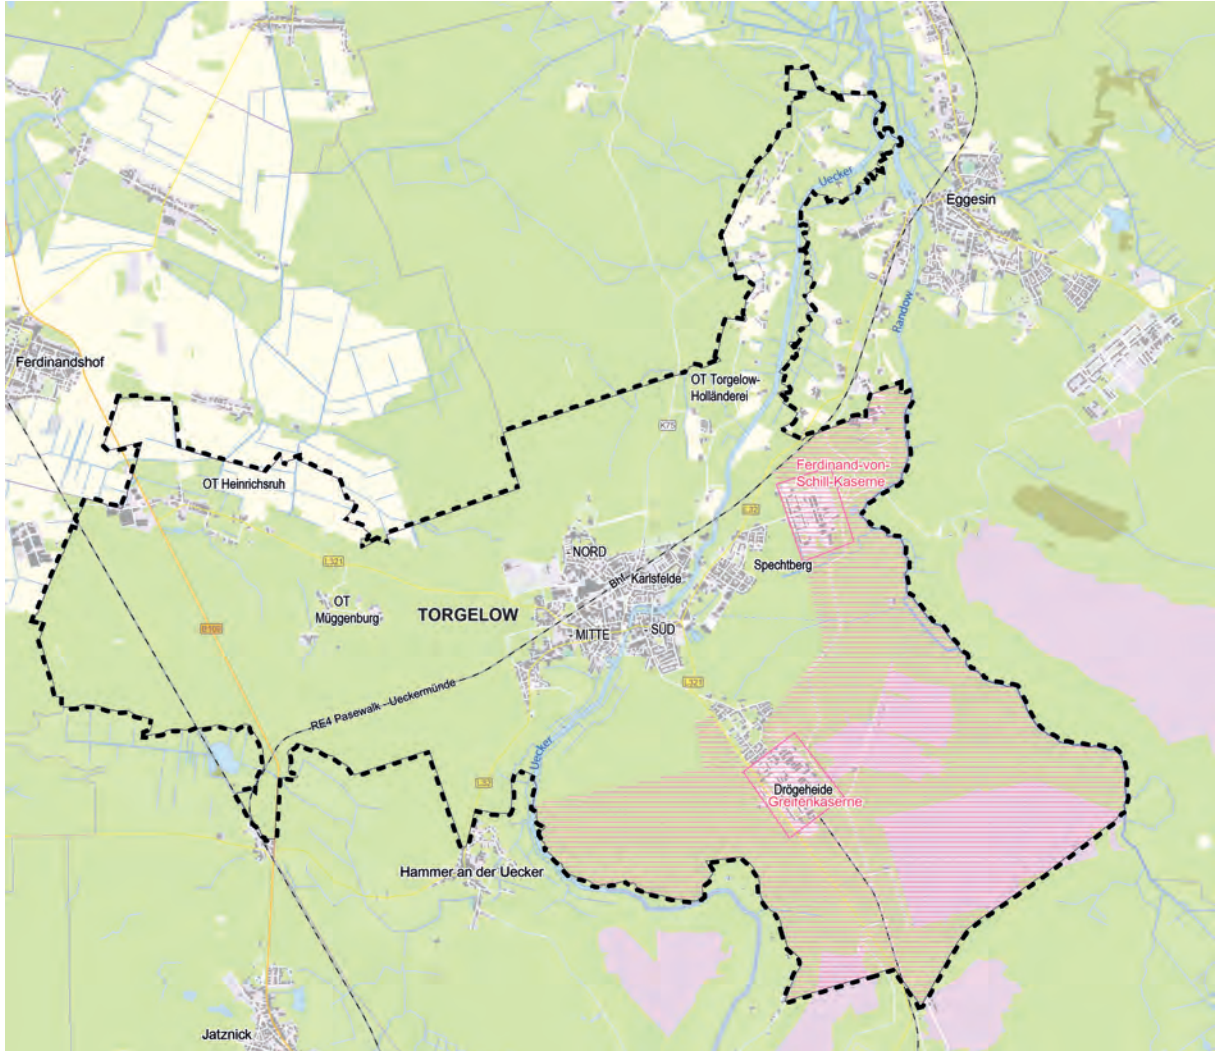 Uecker
Eggesin
Randow
Ferdinandshof
OT Torgelow-
Holländerei
K75
Ferdinand-von-
Schill-Kaserne
OT Heinrichsruh
L32
- NORD
L321
Spechtberg
Bhf
Karlsfelde
OT
Müggenburg
TORGELOW
B109
- MITTE
- SÜD
L321
RE4 Pasewalk - Ueckermünde
Uecker
L32
Drögeheide
Greifenkaserne
Hammer an der Uecker
Jatznick